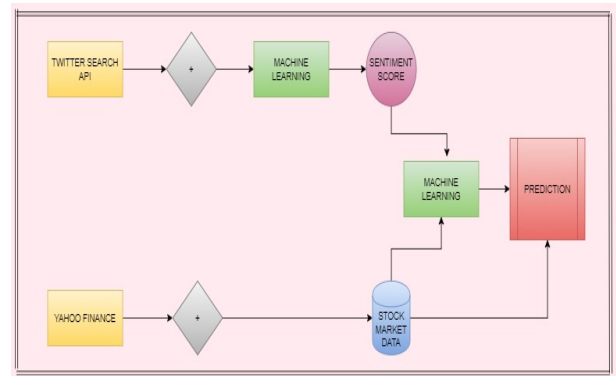 TWITTER SEARCH
API
+
MACHINE
LEARNING
SENTIMENT
SCORE
MACHINE
LEARNING
PREDICTION
YAHOO FINANCE
+
STOCK
MARKET
DATA